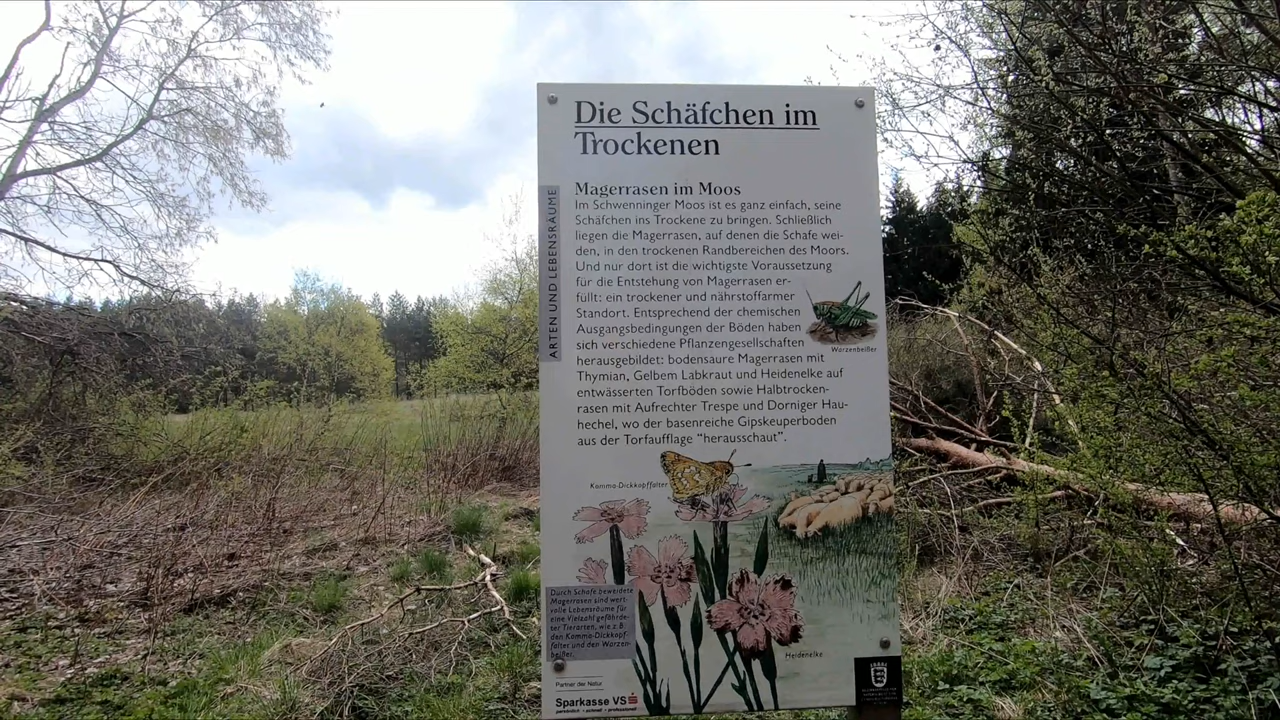 Die Schäfchen im
Trockenen
ARTEN UND LEBENSRÄUME
Magerrasen im Moos
Im Schwenninger Moos ist es ganz einfach, seine
Schäfchen ins Trockene zu bringen. Schließlich
liegen die Magerrasen, auf denen die Schafe wei-
den, in den trockenen Randbereichen des Moors.
Und nur dort ist die wichtigste Voraussetzung
für die Entstehung von Magerrasen er-
füllt: ein trockener und nährstoffarmer
Standort. Entsprechend der chemischen
Ausgangsbedingungen der Böden haben
sich verschiedene Pflanzengesellschaften
herausgebildet: bodensaure Magerrasen mit
Thymian, Gelbem Labkraut und Heidenelke auf
entwässerten Torfböden sowie Halbtrocken-
rasen mit Aufrechter Trespe und Dorniger Hau-
hechel, wo der basenreiche Gipskeuperboden
aus der Torfauflage "herausschaut".
Warzenbeißer
Komma-Dickkopffalter
Durch Schafe beweidete
Magerrasen sind wert-
volle Lebensräume für
eine Vielzahl gefährde-
ter Tierarten, wie z.B.
den Komma-Dickkopf-
falter und den Warzen-
beißer.
Heidenelke
Partner der Natur
Sparkasse VS
persönlich • schnell • professionell